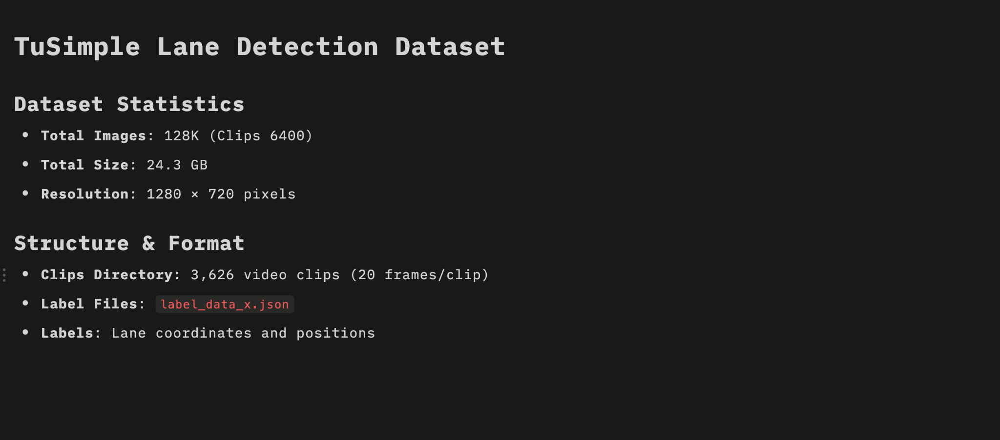 TuSimple Lane Detection Dataset
Dataset Statistics
• Total Images: 128K (Clips 6400)
• Total Size: 24.3 GB
• Resolution: 1280 × 720 pixels
Structure & Format
• Clips Directory: 3,626 video clips (20 frames/clip)
• Label Files: label_data_x.json
• Labels: Lane coordinates and positions